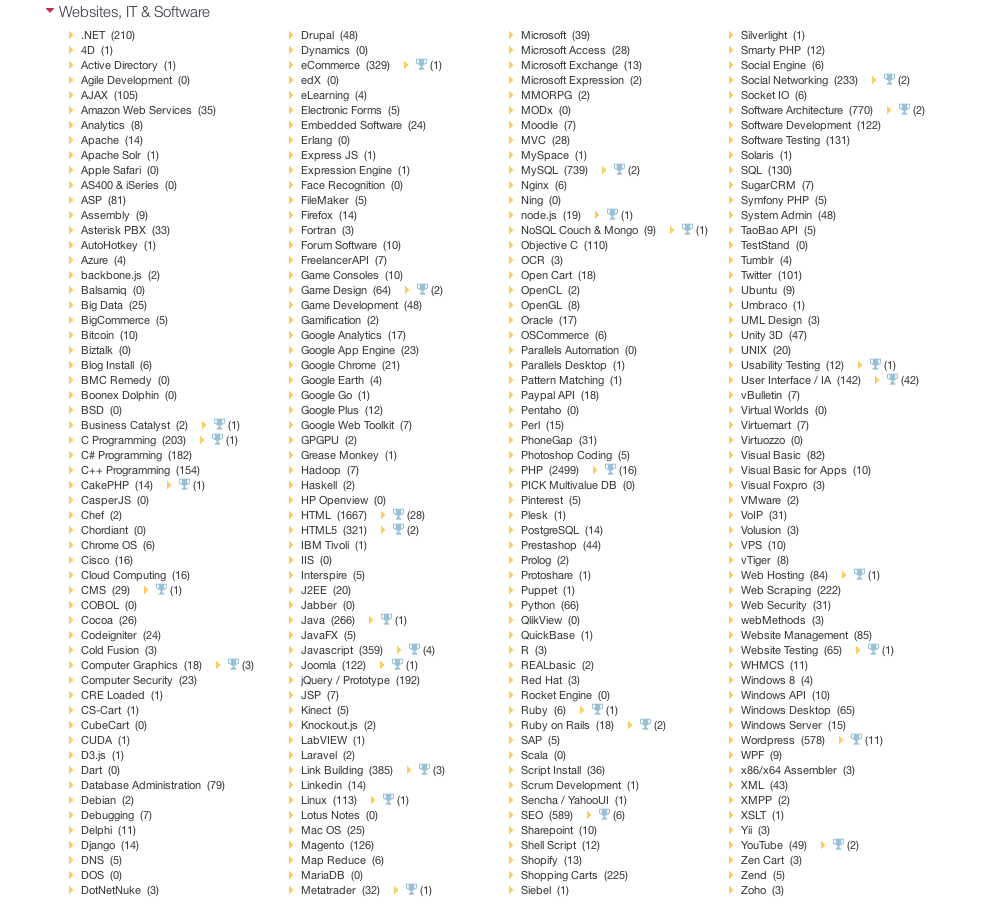 Websites, IT & Software
.NET (210)
4D (1)
Active Directory (1)
Agile Development (0)
AJAX (105)
Amazon Web Services (35)
Analytics (8)
Apache (14)
Apache Solr (1)
Apple Safari (0)
AS400 & iSeries (0)
ASP (81)
Assembly (9)
Asterisk PBX (33)
AutoHotkey (1)
Azure (4)
backbone.js (2)
Balsamiq (0)
Big Data (25)
BigCommerce (5)
Bitcoin (10)
Biztalk (0)
Blog Install (6)
BMC Remedy (0)
Boonex Dolphin (0)
BSD (0)
Business Catalyst (2) (1)
C Programming (203) (1)
C# Programming (182)
C++ Programming (154)
CakePHP (14) (1)
CasperJS (0)
Chef (2)
Chordiant (0)
Chrome OS (6)
Cisco (16)
Cloud Computing (16)
CMS (29) (1)
COBOL (0)
Cocoa (26)
Codeigniter (24)
Cold Fusion (3)
Computer Graphics (18) (3)
Computer Security (23)
CRE Loaded (1)
CS-Cart (1)
CubeCart (0)
CUDA (1)
D3.js (1)
Dart (0)
Database Administration (79)
Debian (2)
Debugging (7)
Delphi (11)
Django (14)
DNS (5)
DOS (0)
DotNetNuke (3)
Drupal (48)
Dynamics (0)
eCommerce (329) (1)
edX (0)
eLearning (4)
Electronic Forms (5)
Embedded Software (24)
Erlang (0)
Express JS (1)
Expression Engine (1)
Face Recognition (0)
FileMaker (5)
Firefox (14)
Fortran (3)
Forum Software (10)
FreelancerAPI (7)
Game Consoles (10)
Game Design (64) (2)
Game Development (48)
Gamification (2)
Google Analytics (17)
Google App Engine (23)
Google Chrome (21)
Google Earth (4)
Google Go (1)
Google Plus (12)
Google Web Toolkit (7)
GPGPU (2)
Grease Monkey (1)
Hadoop (7)
Haskell (2)
HP Openview (0)
HTML (1667) (28)
HTML5 (321) (2)
IBM Tivoli (1)
IIS (0)
Interspire (5)
J2EE (20)
Jabber (0)
Java (266) (1)
JavaFX (5)
Javascript (359) (4)
Joomla (122) (1)
jQuery / Prototype (192)
JSP (7)
Kinect (5)
Knockout.js (2)
LabVIEW (1)
Laravel (2)
Link Building (385) (3)
Linkedin (14)
Linux (113) (1)
Lotus Notes (0)
Mac OS (25)
Magento (126)
Map Reduce (6)
MariaDB (0)
Metatrader (32) (1)
Microsoft (39)
Microsoft Access (28)
Microsoft Exchange (13)
Microsoft Expression (2)
MMORPG (2)
MODx (0)
Moodle (7)
MVC (28)
MySpace (1)
MySQL (739) (2)
Nginx (6)
Ning (0)
node.js (19) (1)
NoSQL Couch & Mongo (9) (1)
Objective C (110)
OCR (3)
Open Cart (18)
OpenCL (2)
OpenGL (8)
Oracle (17)
OSCommerce (6)
Parallels Automation (0)
Parallels Desktop (1)
Pattern Matching (1)
Paypal API (18)
Pentaho (0)
Perl (15)
PhoneGap (31)
Photoshop Coding (5)
PHP (2499) (16)
PICK Multivalue DB (0)
Pinterest (5)
Plesk (1)
PostgreSQL (14)
Prestashop (44)
Prolog (2)
Protoshare (1)
Puppet (1)
Python (66)
QlikView (0)
QuickBase (1)
R (3)
REALbasic (2)
Red Hat (3)
Rocket Engine (0)
Ruby (6) (1)
Ruby on Rails (18) (2)
SAP (5)
Scala (0)
Script Install (36)
Scrum Development (1)
Sencha / YahooUI (1)
SEO (589) (6)
Sharepoint (10)
Shell Script (12)
Shopify (13)
Shopping Carts (225)
Siebel (1)
Silverlight (1)
Smarty PHP (12)
Social Engine (6)
Social Networking (233) (2)
Socket IO (6)
Software Architecture (770) (2)
Software Development (122)
Software Testing (131)
Solaris (1)
SQL (130)
SugarCRM (7)
Symfony PHP (5)
System Admin (48)
TaoBao API (5)
TestStand (0)
Tumblr (4)
Twitter (101)
Ubuntu (9)
Umbraco (1)
UML Design (3)
Unity 3D (47)
UNIX (20)
Usability Testing (12) (1)
User Interface / IA (142) (42)
vBulletin (7)
Virtual Worlds (0)
Virtuemart (7)
Virtuozzo (0)
Visual Basic (82)
Visual Basic for Apps (10)
Visual Foxpro (3)
VMware (2)
VoIP (31)
Volusion (3)
VPS (10)
vTiger (8)
Web Hosting (84) (1)
Web Scraping (222)
Web Security (31)
webMethods (3)
Website Management (85)
Website Testing (65) (1)
WHMCS (11)
Windows 8 (4)
Windows API (10)
Windows Desktop (65)
Windows Server (15)
Wordpress (578) (11)
WPF (9)
x86/x64 Assembler (3)
XML (43)
XMPP (2)
XSLT (1)
Yii (3)
YouTube (49) (2)
Zen Cart (3)
Zend (5)
Zoho (3)